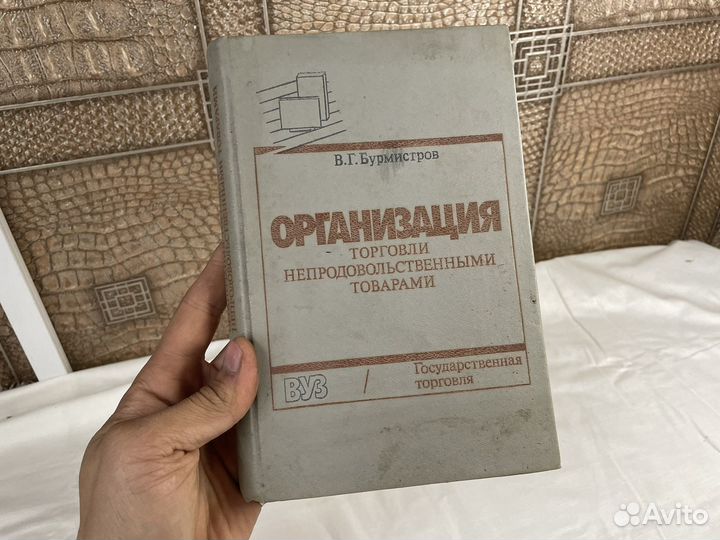 В.Г.Бурмистров
ОРГАНИЗАЦИЯ
ТОРГОВЛИ
НЕПРОДОВОЛЬСТВЕННЫМИ
ТОВАРАМИ
ВУЗ / Государственная
торговля
Avito